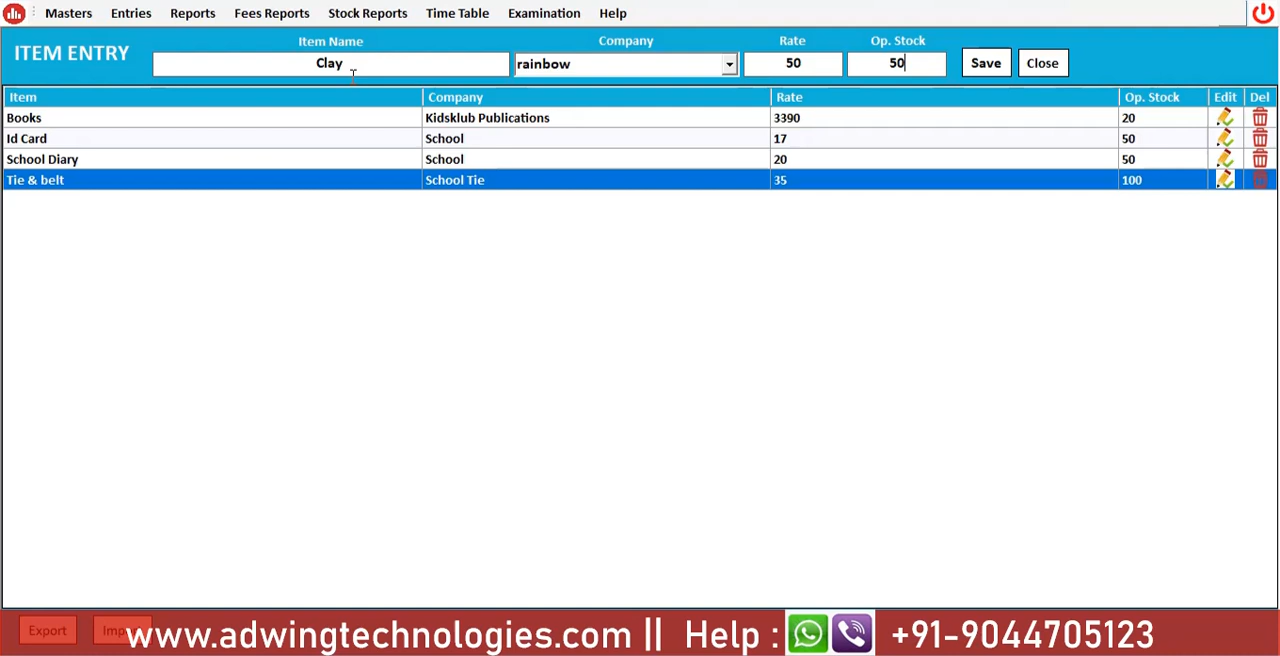 Masters Entries Reports Fees Reports Stock Reports Time Table Examination Help
ITEM ENTRY
Item Name Company Rate Op. Stock
Clay rainbow 50 50 Save Close
Item Company Rate Op. Stock Edit Del
Books Kidsklub Publications 3390 20
Id Card School 17 50
School Diary School 20 50
Tie & belt School Tie 35 100
Export
www.adwingtechnologies.com || Help : +91-9044705123